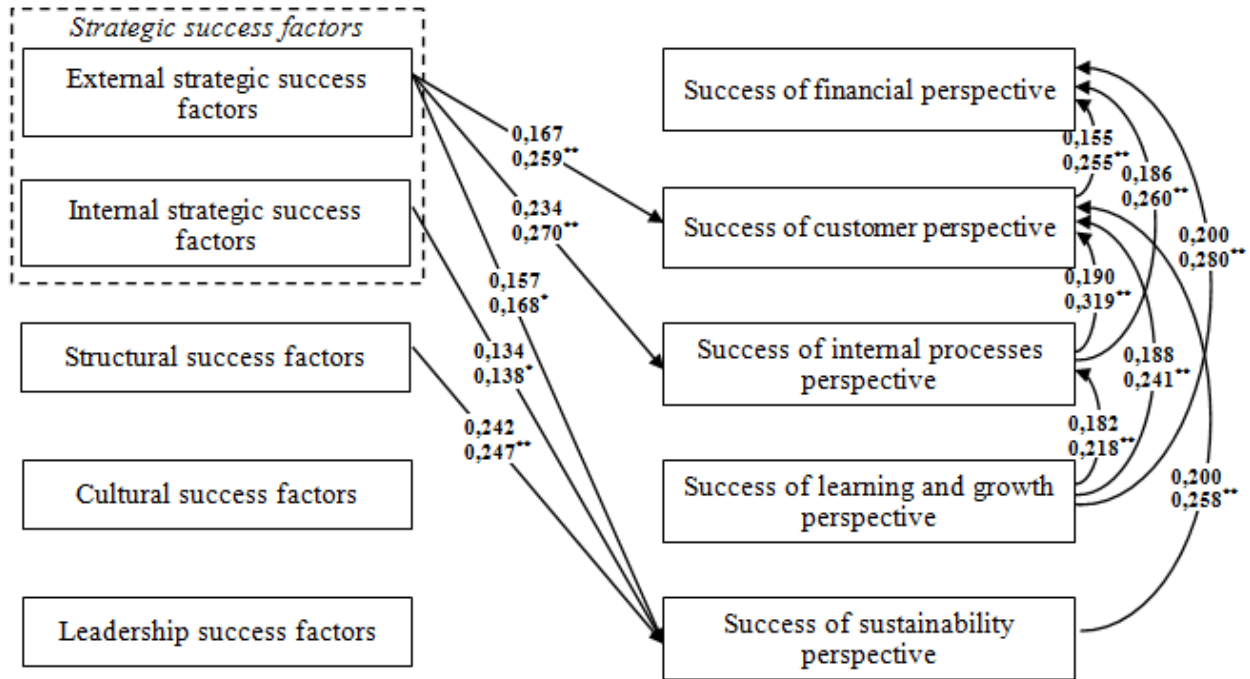 Strategic success factors
External strategic success
factors
Internal strategic success
factors
Structural success factors
Cultural success factors
Leadership success factors
0,167
0,259**
0,234
0,270**
0,157
0,168*
0,134
0,138*
0,242
0,247**
Success of financial perspective
Success of customer perspective
Success of internal processes
perspective
Success of learning and growth
perspective
Success of sustainability
perspective
0,155
0,255**
0,186
0,260**
0,200
0,280**
0,190
0,319**
0,188
0,241**
0,182
0,218**
0,200
0,258**